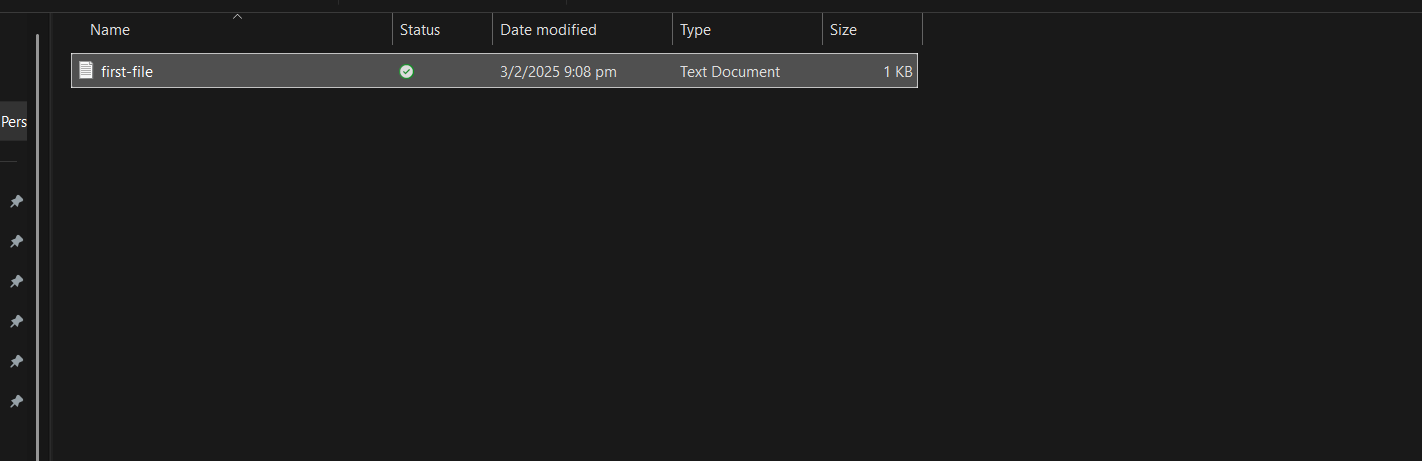 Name Status Date modified Type Size
first-file 3/2/2025 9:08 pm Text Document 1 KB
Pers